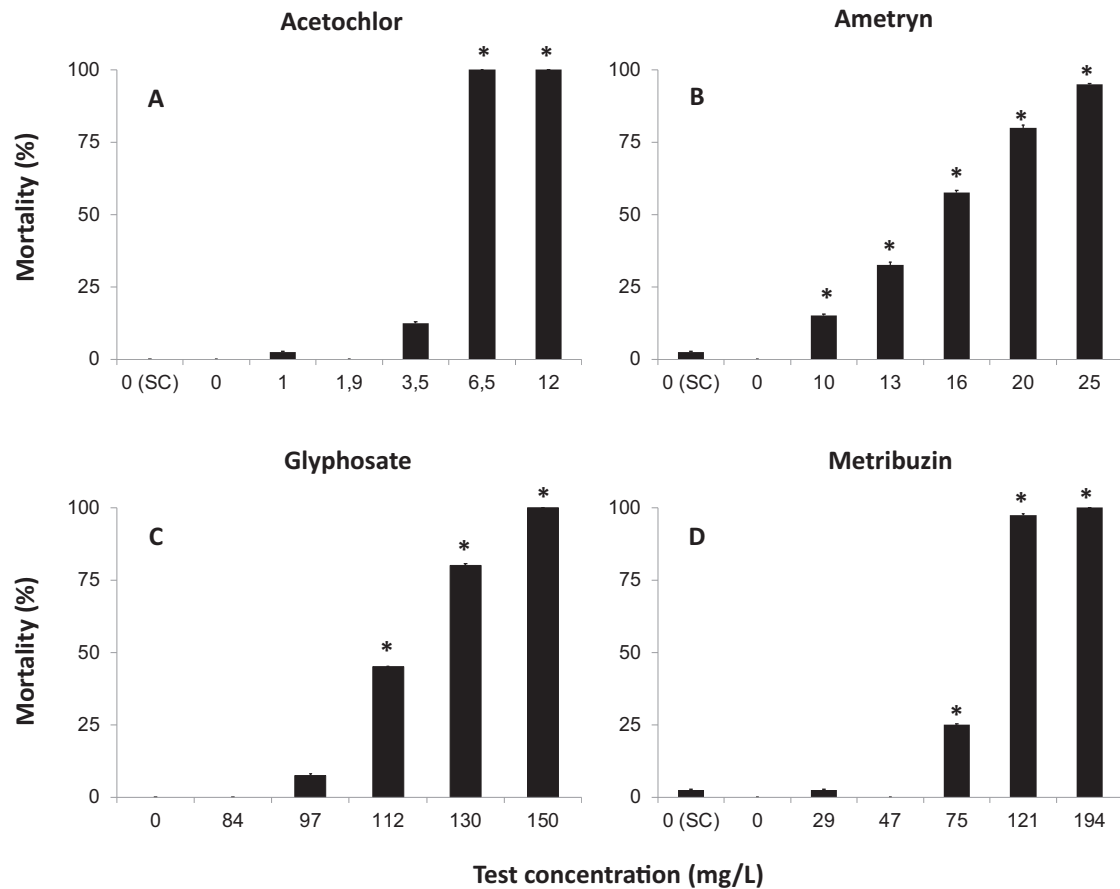 Acetochlor
Ametryn
Mortality (%)
A
* *
100
75
50
25
0
0 (SC) 0 1 1,9 3,5 6,5 12
B
* * * * *
100
75
50
25
0
0 (SC) 0 10 13 16 20 25
Glyphosate
Metribuzin
Mortality (%)
C
* * *
100
75
50
25
0
0 84 97 112 130 150
D
* * *
100
75
50
25
0
0 (SC) 0 29 47 75 121 194
Test concentration (mg/L)